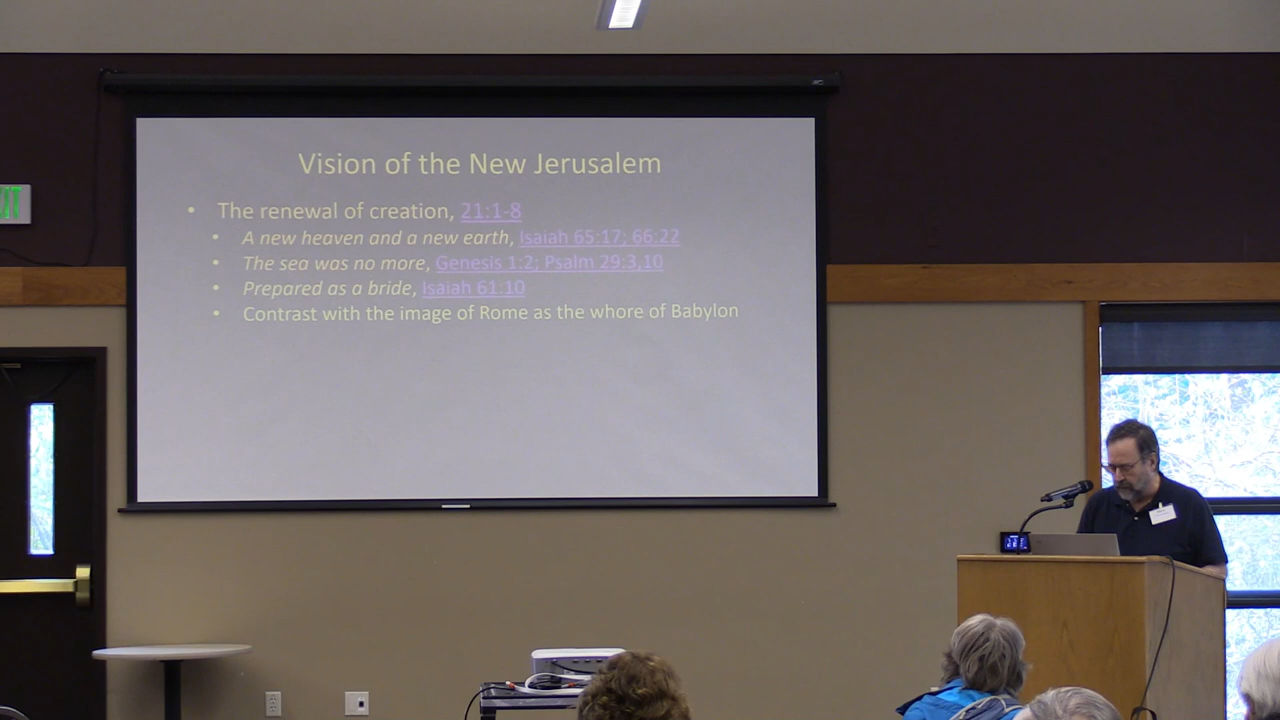 Vision of the New Jerusalem
• The renewal of creation, 21:1-8
• A new heaven and a new earth, Isaiah 65:17; 66:22
• The sea was no more, Genesis 1:2; Psalm 29:3,10
• Prepared as a bride, Isaiah 61:10
• Contrast with the image of Rome as the whore of Babylon